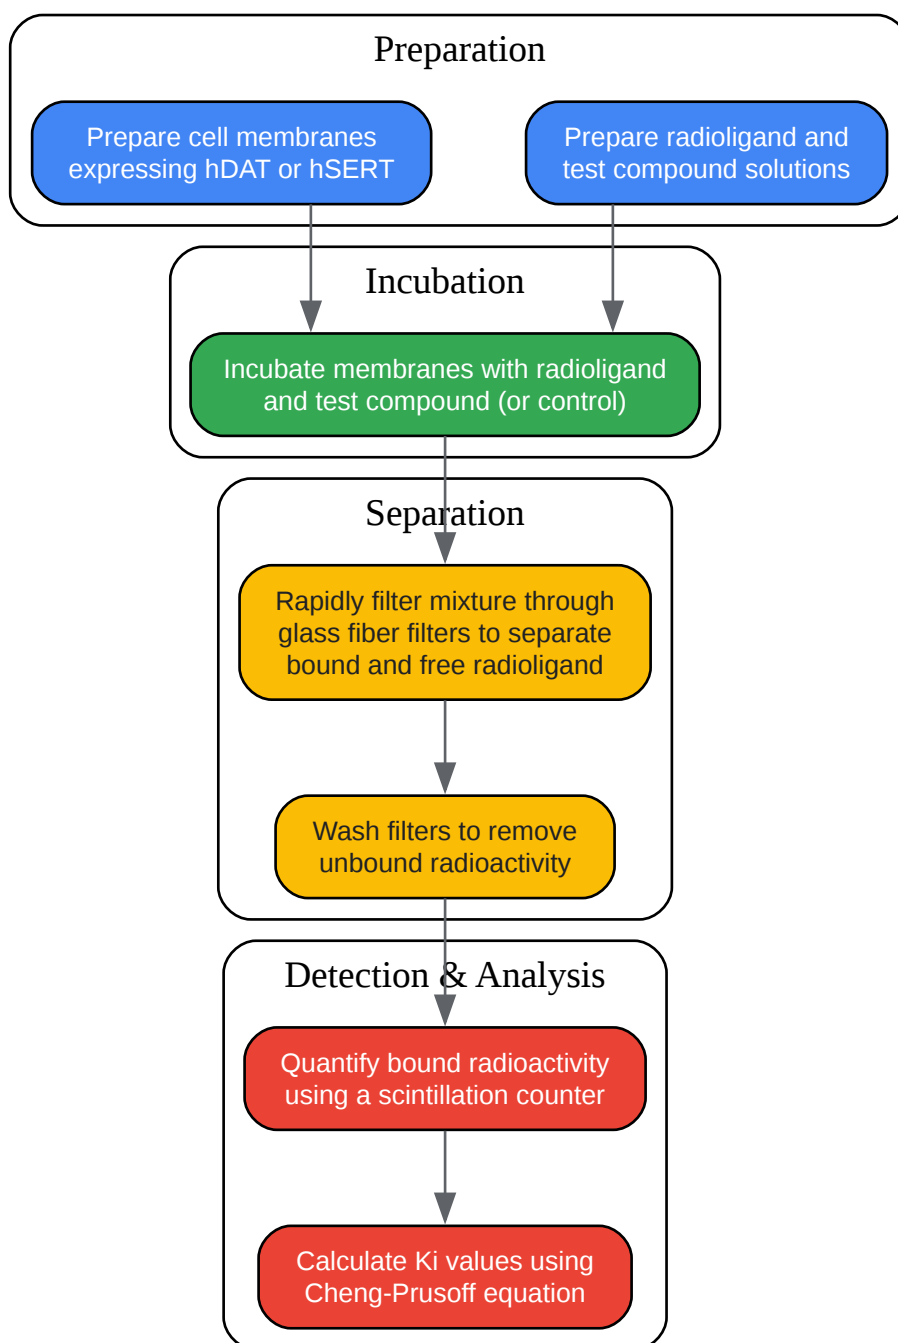 Preparation
Prepare cell membranes
expressing hDAT or hSERT
Prepare radioligand and
test compound solutions
Incubation
Incubate membranes with radioligand
and test compound (or control)
Separation
Rapidly filter mixture through
glass fiber filters to separate
bound and free radioligand
Wash filters to remove
unbound radioactivity
Detection & Analysis
Quantify bound radioactivity
using a scintillation counter
Calculate Ki values using
Cheng-Prusoff equation